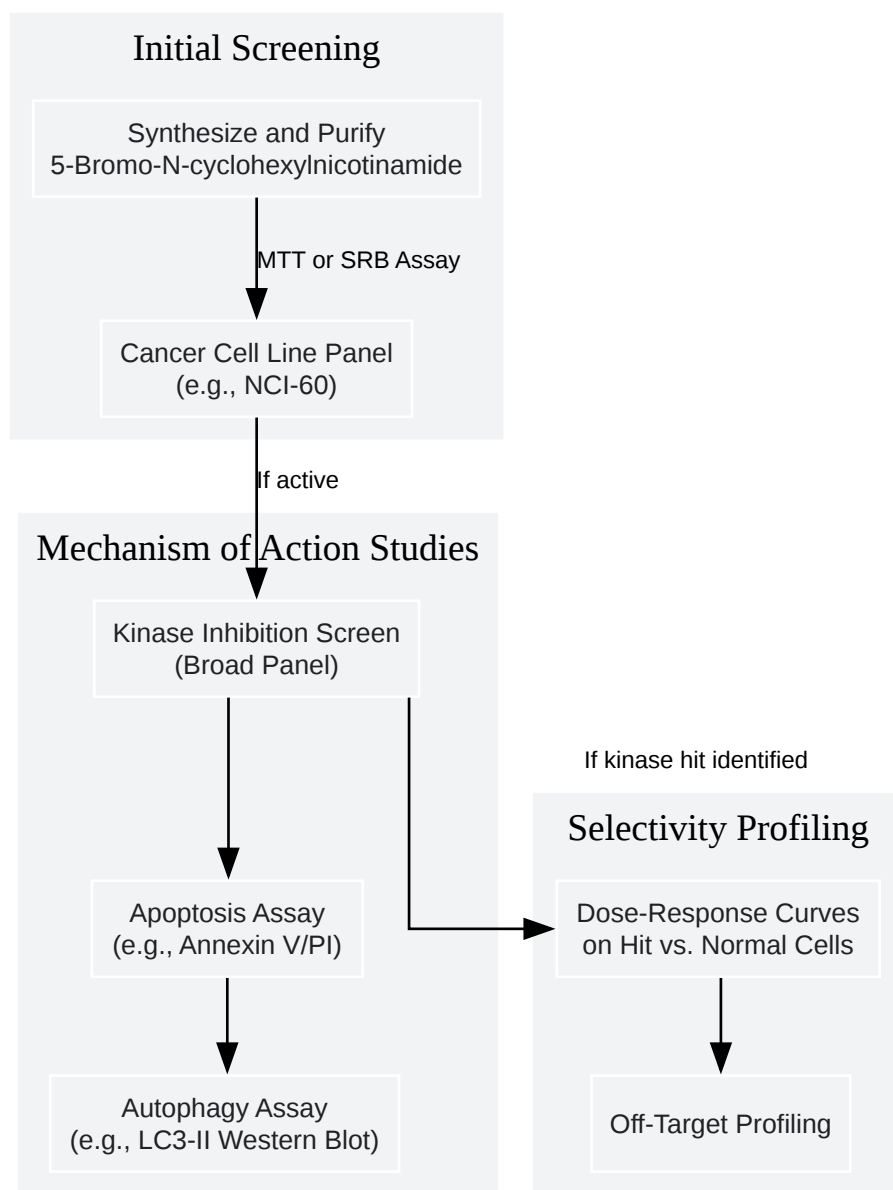 Initial Screening
Synthesize and Purify
5-Bromo-N-cyclohexylnicotinamide
MTT or SRB Assay
Cancer Cell Line Panel
(e.g., NCI-60)
If active
Mechanism of Action Studies
Kinase Inhibition Screen
(Broad Panel)
If kinase hit identified
Selectivity Profiling
Apoptosis Assay
(e.g., Annexin V/PI)
Dose-Response Curves
on Hit vs. Normal Cells
Autophagy Assay
(e.g., LC3-II Western Blot)
Off-Target Profiling